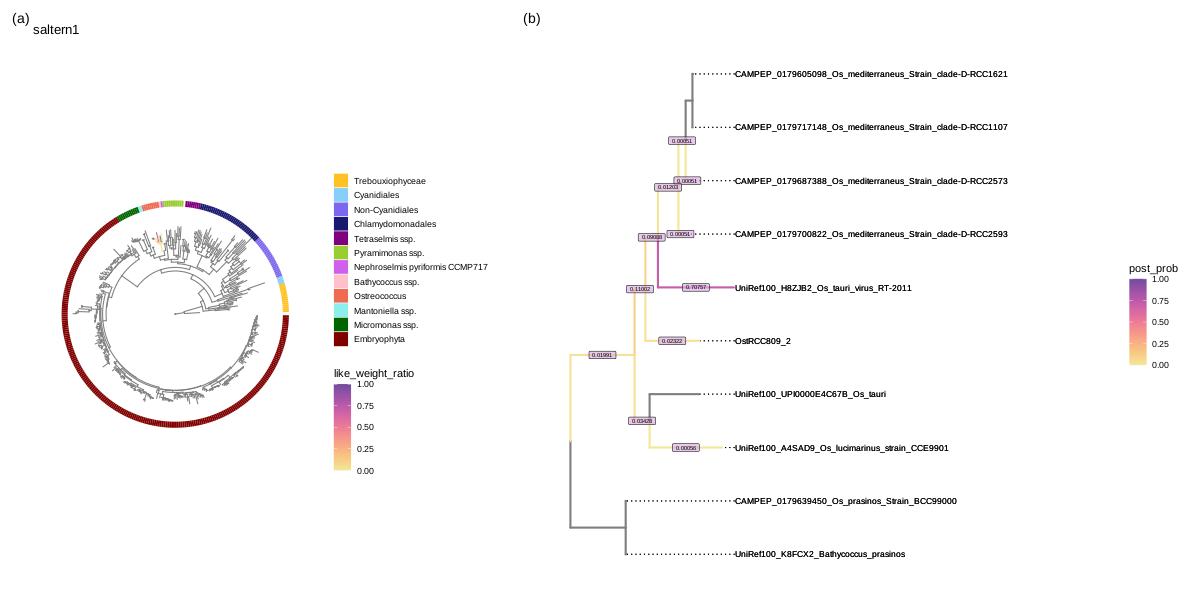 (a)
saltern1
Trebouxiophyceae
Cyanidiales
Non-Cyanidiales
Chlamydomonadales
Tetraselmis ssp.
Pyramimonas ssp.
Nephroselmis pyriformis CCMP717
Bathycoccus ssp.
Ostreococcus
Mantoniella ssp.
Micromonas ssp.
Embryophyta
like_weight_ratio
1.00
0.75
0.50
0.25
0.00
(b)
CAMPEP_0179605098_Os_mediterraneus_Strain_clade-D-RCC1621
CAMPEP_0179717148_Os_mediterraneus_Strain_clade-D-RCC1107
0.00051
CAMPEP_0179687388_Os_mediterraneus_Strain_clade-D-RCC2573
0.00051
0.01203
CAMPEP_0179700822_Os_mediterraneus_Strain_clade-D-RCC2593
0.00051
UniRef100_H8ZJB2_Os_tauri_virus_RT-2011
0.70757
0.11002
OstRCC809_2
0.02322
0.01991
UniRef100_UPI0000E4C67B_Os_tauri
0.03428
UniRef100_A4SAD9_Os_lucimarinus_strain_CCE9901
0.00056
CAMPEP_0179639450_Os_prasinos_Strain_BCC99000
UniRef100_K8FCX2_Bathycoccus_prasinos
post_prob
1.00
0.75
0.50
0.25
0.00